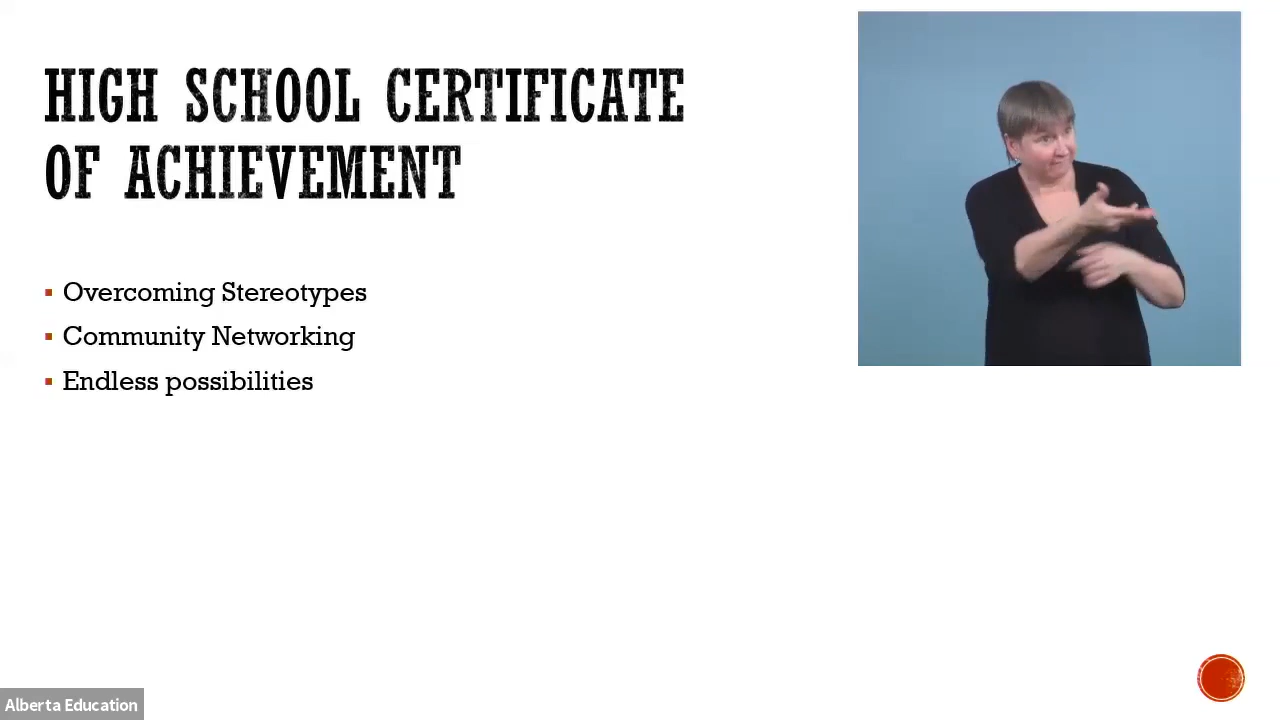 HIGH SCHOOL CERTIFICATE
OF ACHIEVEMENT
Overcoming Stereotypes
Community Networking
Endless possibilities
Alberta Education